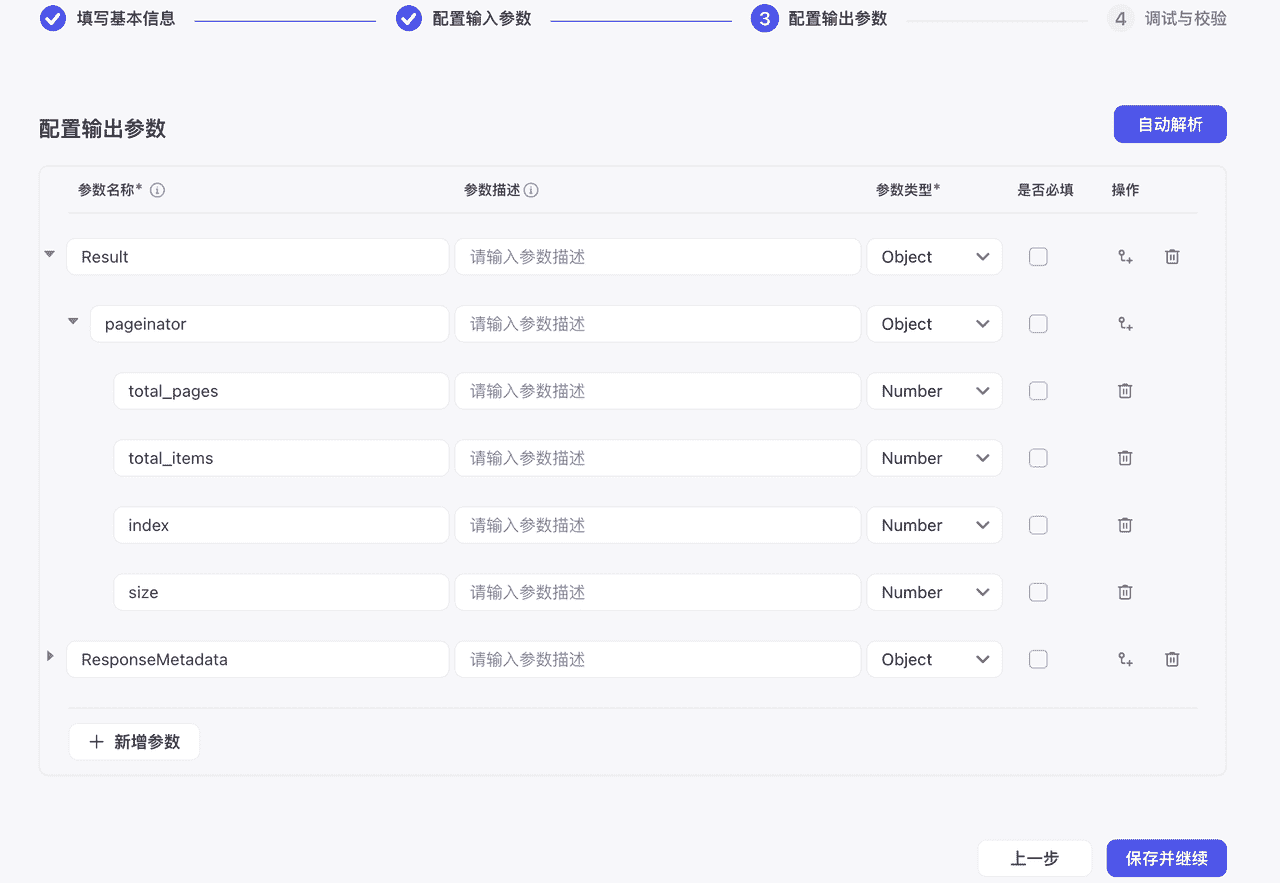 填写基本信息 配置输入参数 3 配置输出参数 4 调试与校验
配置输出参数 自动解析
参数名称* 参数描述 参数类型* 是否必填 操作
Result 请输入参数描述 Object
pageinator 请输入参数描述 Object
total_pages 请输入参数描述 Number
total_items 请输入参数描述 Number
index 请输入参数描述 Number
size 请输入参数描述 Number
ResponseMetadata 请输入参数描述 Object
新增参数
上一步 保存并继续